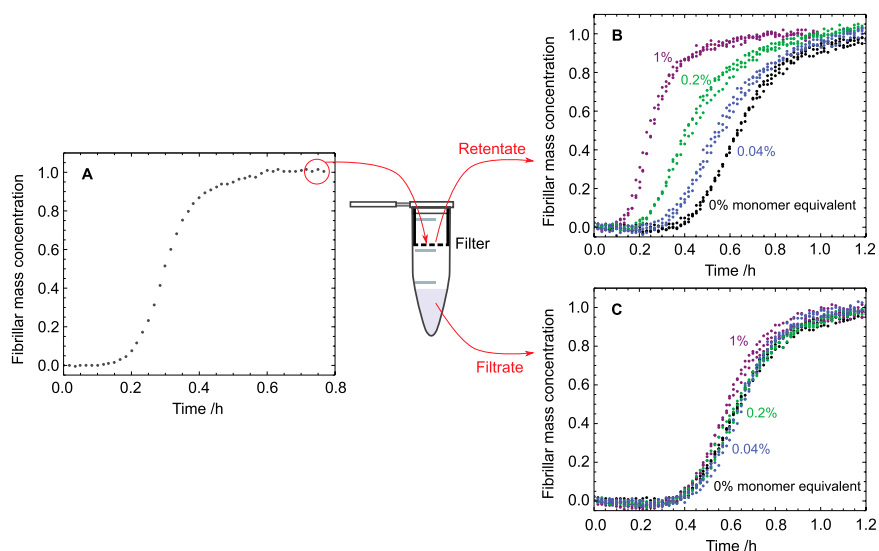 A
Fibrillar mass concentration
1.0
0.8
0.6
0.4
0.2
0.0
0.0 0.2 0.4 0.6 0.8
Time /h
Retentate
Filter
Filtrate
B
Fibrillar mass concentration
1.0
0.8
0.6
0.4
0.2
0.0
1%
0.2%
0.04%
0% monomer equivalent
0.0 0.2 0.4 0.6 0.8 1.0 1.2
Time /h
C
Fibrillar mass concentration
1.0
0.8
0.6
0.4
0.2
0.0
1%
0.2%
0.04%
0% monomer equivalent
0.0 0.2 0.4 0.6 0.8 1.0 1.2
Time /h